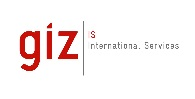 giz
IS
International Services